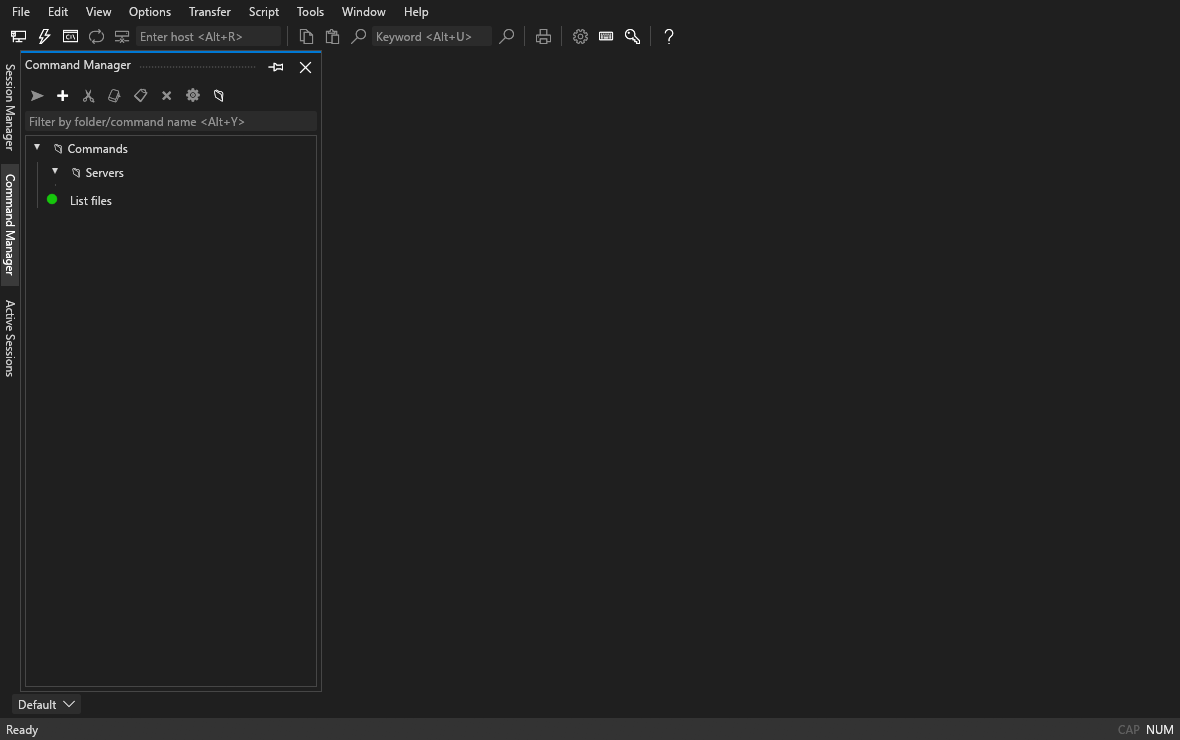 File Edit View Options Transfer Script Tools Window Help
Enter host <Alt+R> Keyword <Alt+U> ?
Session Manager
Command Manager
Active Sessions
Command Manager
Filter by folder/command name <Alt+Y>
Commands
Servers
List files
Default
Ready CAP NUM